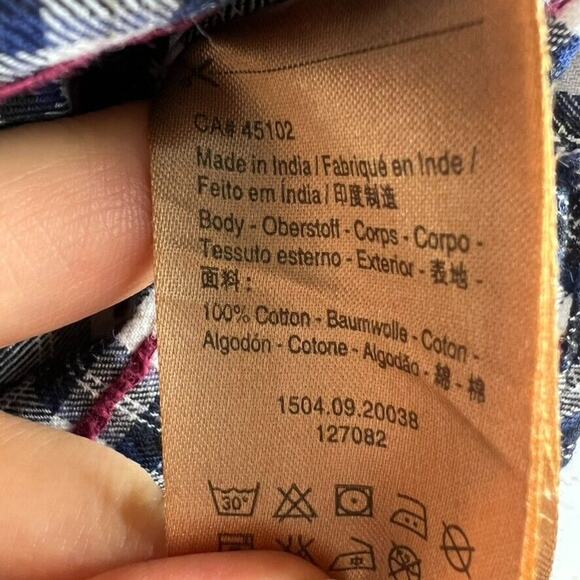 CA# 45102
Made in India / Fabriqué en Inde /
Feito em Índia / 印度制造
Body - Oberstoff - Corps - Corpo -
Tessuto esterno - Exterior - 表地 -
面料:
100% Cotton - Baumwolle - Coton -
Algodón - Cotone - Algodão - 綿 - 棉
1504.09.20038
127082
30°